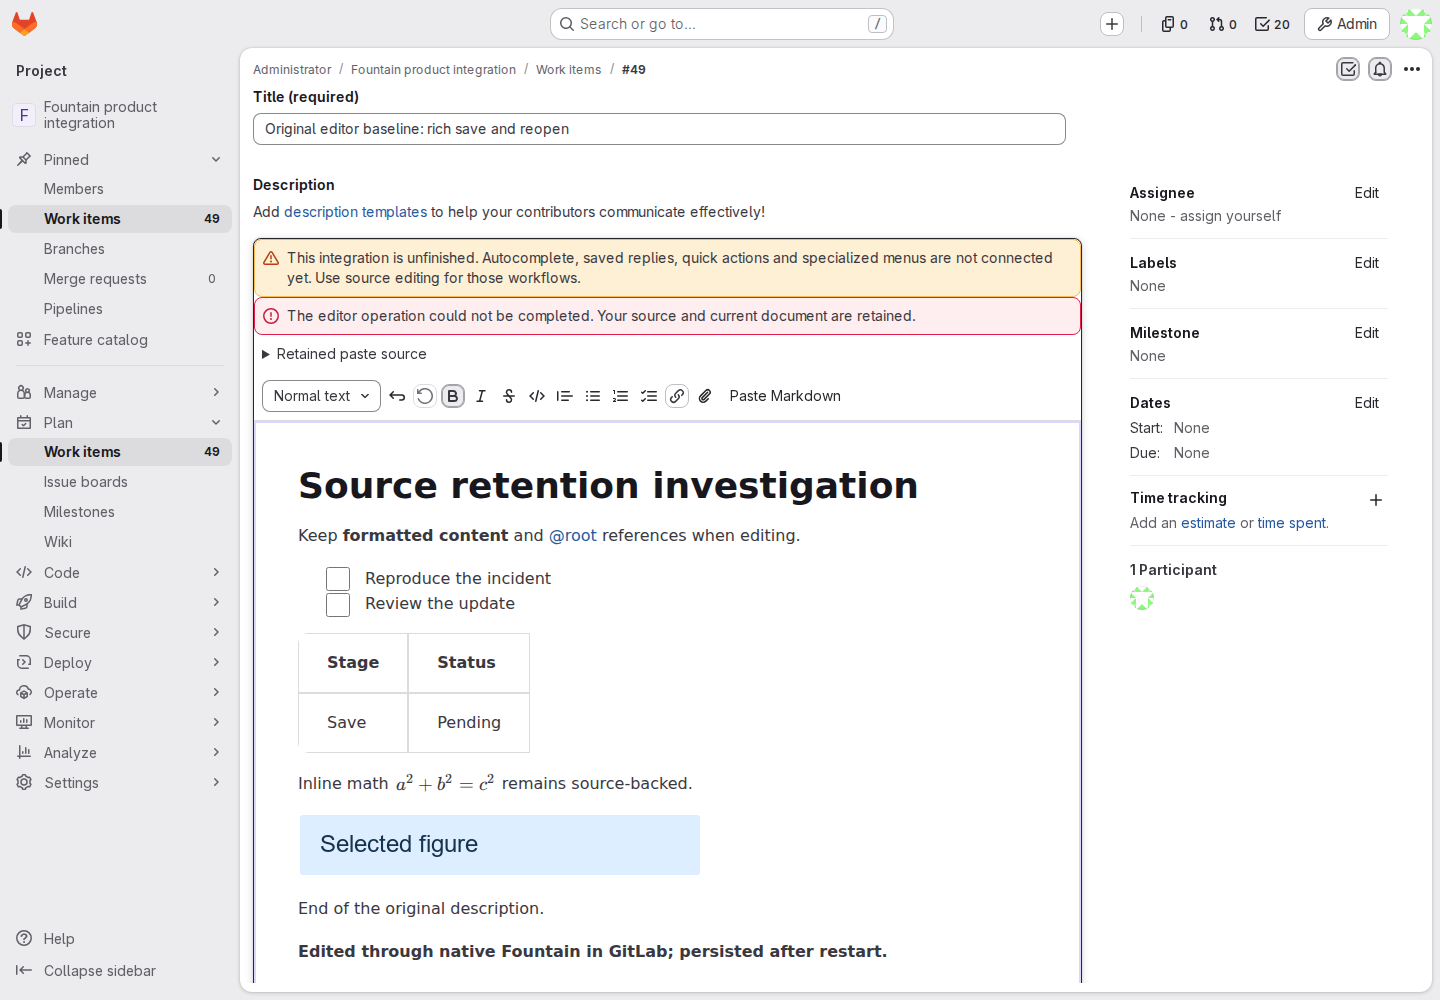 Search or go to...
/
0
0
20
Admin
Project
F
Fountain product
integration
Pinned
Members
Work items 49
Branches
Merge requests 0
Pipelines
Feature catalog
Manage
Plan
Work items 49
Issue boards
Milestones
Wiki
Code
Build
Secure
Deploy
Operate
Monitor
Analyze
Settings
Help
Collapse sidebar
Administrator / Fountain product integration / Work items / #49
Title (required)
Original editor baseline: rich save and reopen
Description
Add description templates to help your contributors communicate effectively!
This integration is unfinished. Autocomplete, saved replies, quick actions and specialized menus are not connected
yet. Use source editing for those workflows.
The editor operation could not be completed. Your source and current document are retained.
Retained paste source
Normal text
Paste Markdown
Source retention investigation
Keep formatted content and @root references when editing.
Reproduce the incident
Review the update
Stage Status
Save Pending
Inline math a² + b² = c² remains source-backed.
Selected figure
End of the original description.
Edited through native Fountain in GitLab; persisted after restart.
Assignee Edit
None - assign yourself
Labels Edit
None
Milestone Edit
None
Dates Edit
Start: None
Due: None
Time tracking
Add an estimate or time spent.
1 Participant